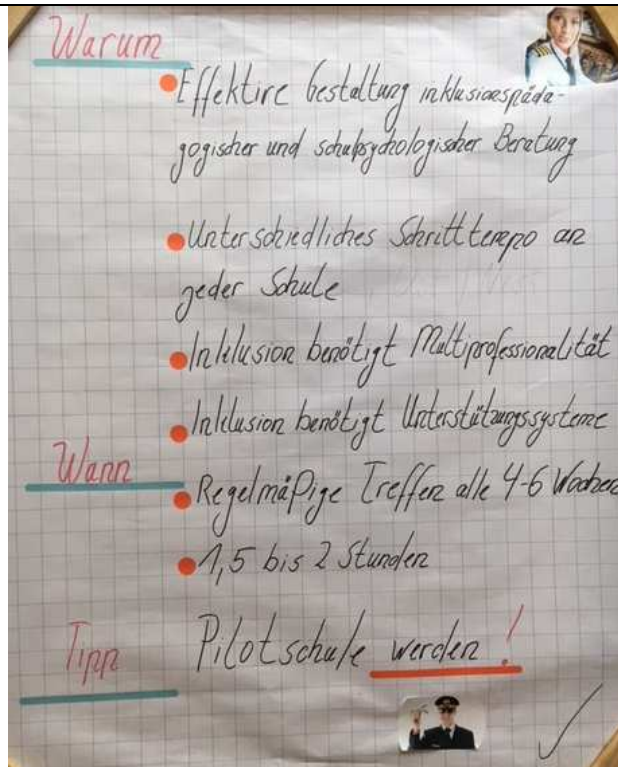 Warum
Effektive Gestaltung inklusionspäda-
gogischer und schulpsychologischer Beratung
Unterschiedliches Schritttempo an
jeder Schule
Inklusion benötigt Multiprofessionalität
Inklusion benötigt Unterstützungssysteme
Wann
Regelmäßige Treffen alle 4-6 Wochen
1,5 bis 2 Stunden
Tipp Pilotschule werden!